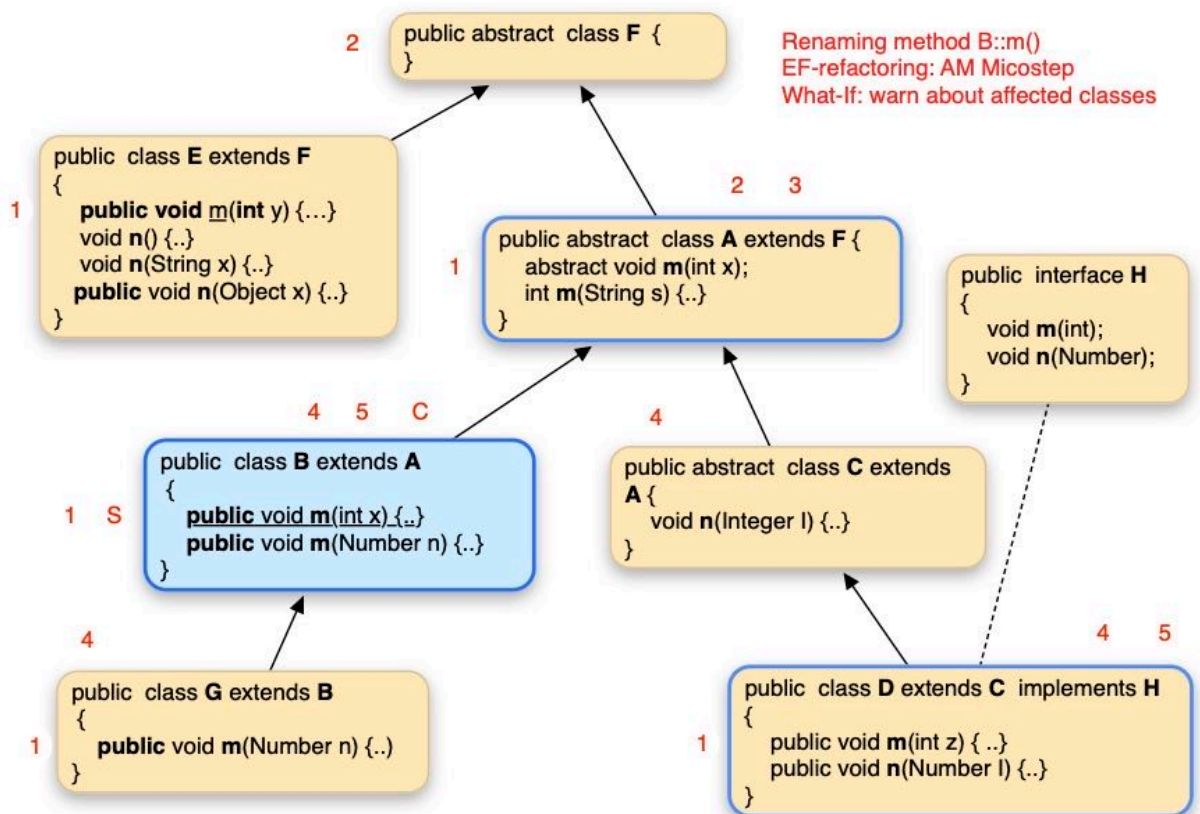 2
public abstract class F {
}
Renaming method B::m()
EF-refactoring: AM Micostep
What-If: warn about affected classes
1
public class E extends F
{
public void m(int y) {...}
void n() {..}
void n(String x) {..}
public void n(Object x) {..}
}
2 3
1
public abstract class A extends F {
abstract void m(int x);
int m(String s) {..}
}
public interface H
{
void m(int);
void n(Number);
}
4 5 C
1 S
public class B extends A
{
public void m(int x) {..}
public void m(Number n) {..}
}
4
public abstract class C extends
A {
void n(Integer I) {..}
}
4
1
public class G extends B
{
public void m(Number n) {..)
}
4 5
1
public class D extends C implements H
{
public void m(int z) { ..}
public void n(Number I) {..}
}